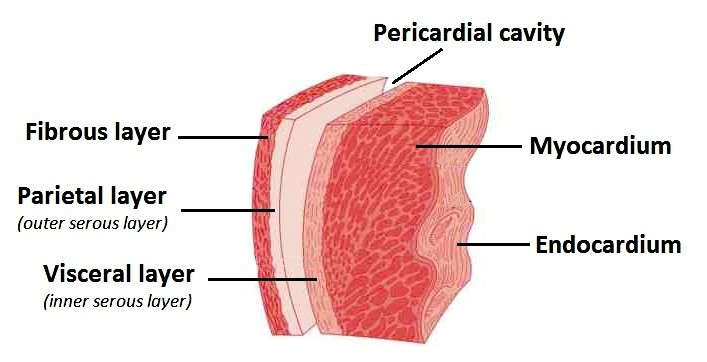 Pericardial cavity
Fibrous layer
Myocardium
Parietal layer
(outer serous layer)
Endocardium
Visceral layer
(inner serous layer)